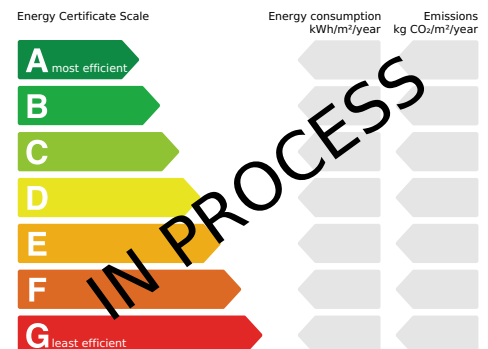 Energy Certificate Scale
Energy consumption
kWh/m²/year
Emissions
kg CO₂/m²/year
A most efficient
B
C
D
E
F
G least efficient
IN PROCESS